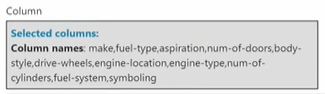 Column
Selected columns:
Column names: make,fuel-type,aspiration,num-of-doors,body-
style,drive-wheels,engine-location,engine-type,num-of-
cylinders,fuel-system,symboling